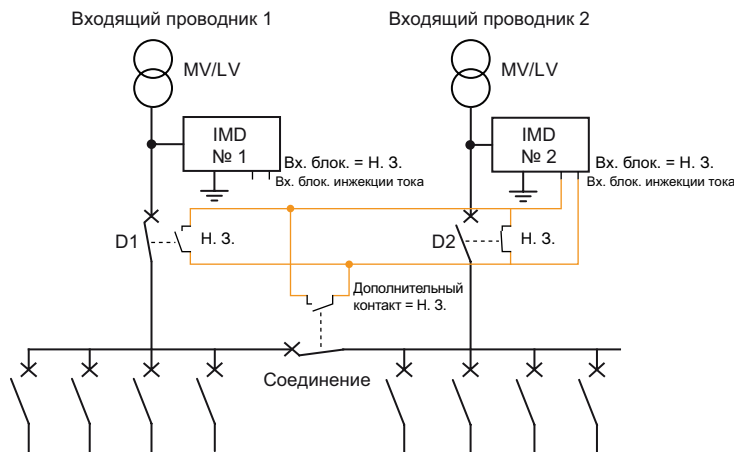 Входящий проводник 1
Входящий проводник 2
MV/LV
MV/LV
IMD
№ 1
Вх. блок. = Н. З.
Вх. блок. инжекции тока
IMD
№ 2
Вх. блок. = Н. З.
Вх. блок. инжекции тока
D1
Н. З.
D2
Н. З.
Дополнительный
контакт = Н. З.
Соединение